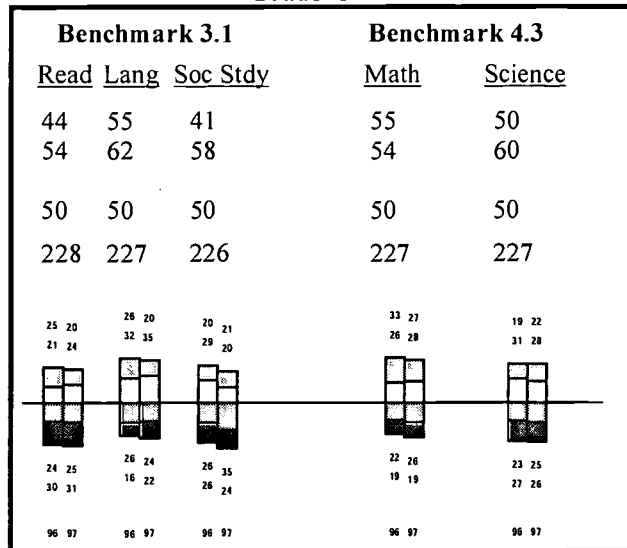 Benchmark 3.1 Benchmark 4.3
Read Lang Soc Stdy Math Science
44 55 41 55 50
54 62 58 54 60
50 50 50 50 50
228 227 226 227 227
25 20 26 20 20 21 33 27 19 22
21 24 32 35 29 20 26 28 31 28
24 25 26 24 26 35 22 26 23 25
30 31 16 22 26 24 19 19 27 26
96 97 96 97 96 97 96 97 96 97